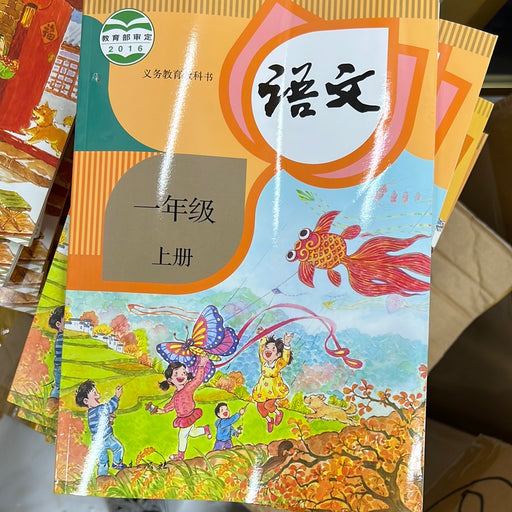 教育部审定
2016
义务教育教科书
语文
一年级
上册